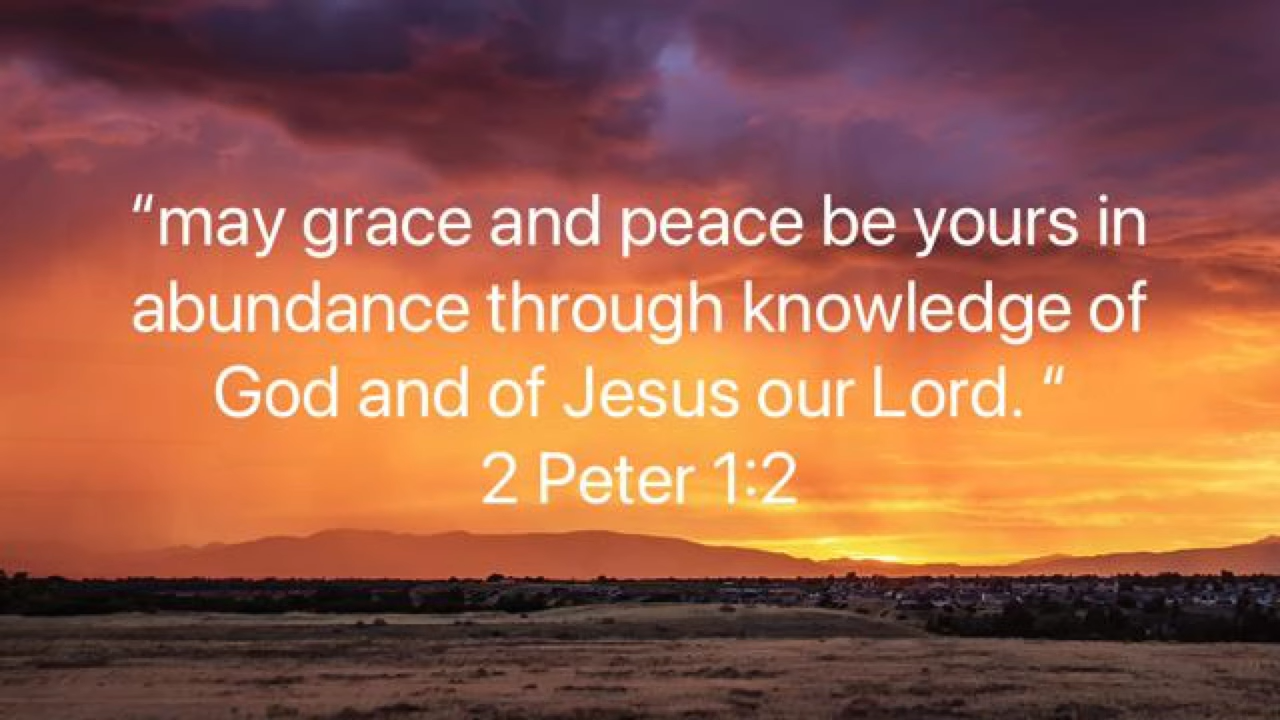 “may grace and peace be yours in
abundance through knowledge of
God and of Jesus our Lord. “
2 Peter 1:2